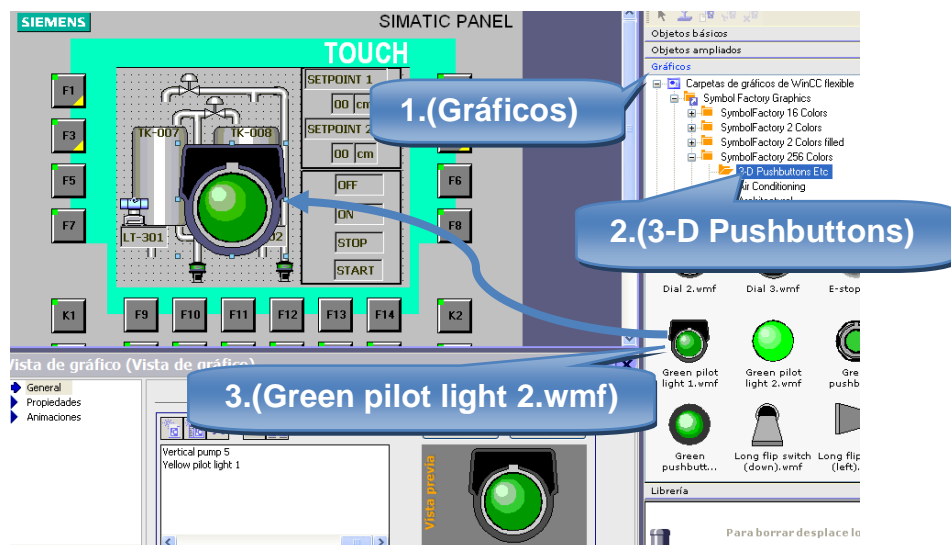 SIEMENS
SIMATIC PANEL
TOUCH
F1
F3
F5
F7
SETPOINT 1
00 cm
SETPOINT 2
00 cm
TK-007
TK-008
OFF
ON
STOP
START
LT-301
02
F6
F8
K1
F9
F10
F11
F12
F13
F14
K2
1.(Gráficos)
2.(3-D Pushbuttons)
3.(Green pilot light 2.wmf)
Objetos básicos
Objetos ampliados
Gráficos
Carpetas de gráficos de WinCC flexible
Symbol Factory Graphics
SymbolFactory 16 Colors
SymbolFactory 2 Colors
SymbolFactory 2 Colors filled
SymbolFactory 256 Colors
3-D Pushbuttons Etc
Air Conditioning
Dial 2.wmf
Dial 3.wmf
E-stop
Green pilot light 1.wmf
Green pilot light 2.wmf
Gre
pushb
Green pushbutt...
Long flip switch (down).wmf
Long flip
(left).
Librería
Para borrar desplace lo
Vista de gráfico (Vista de gráfico)
General
Propiedades
Animaciones
Vertical pump 5
Yellow pilot light 1
Vista previa